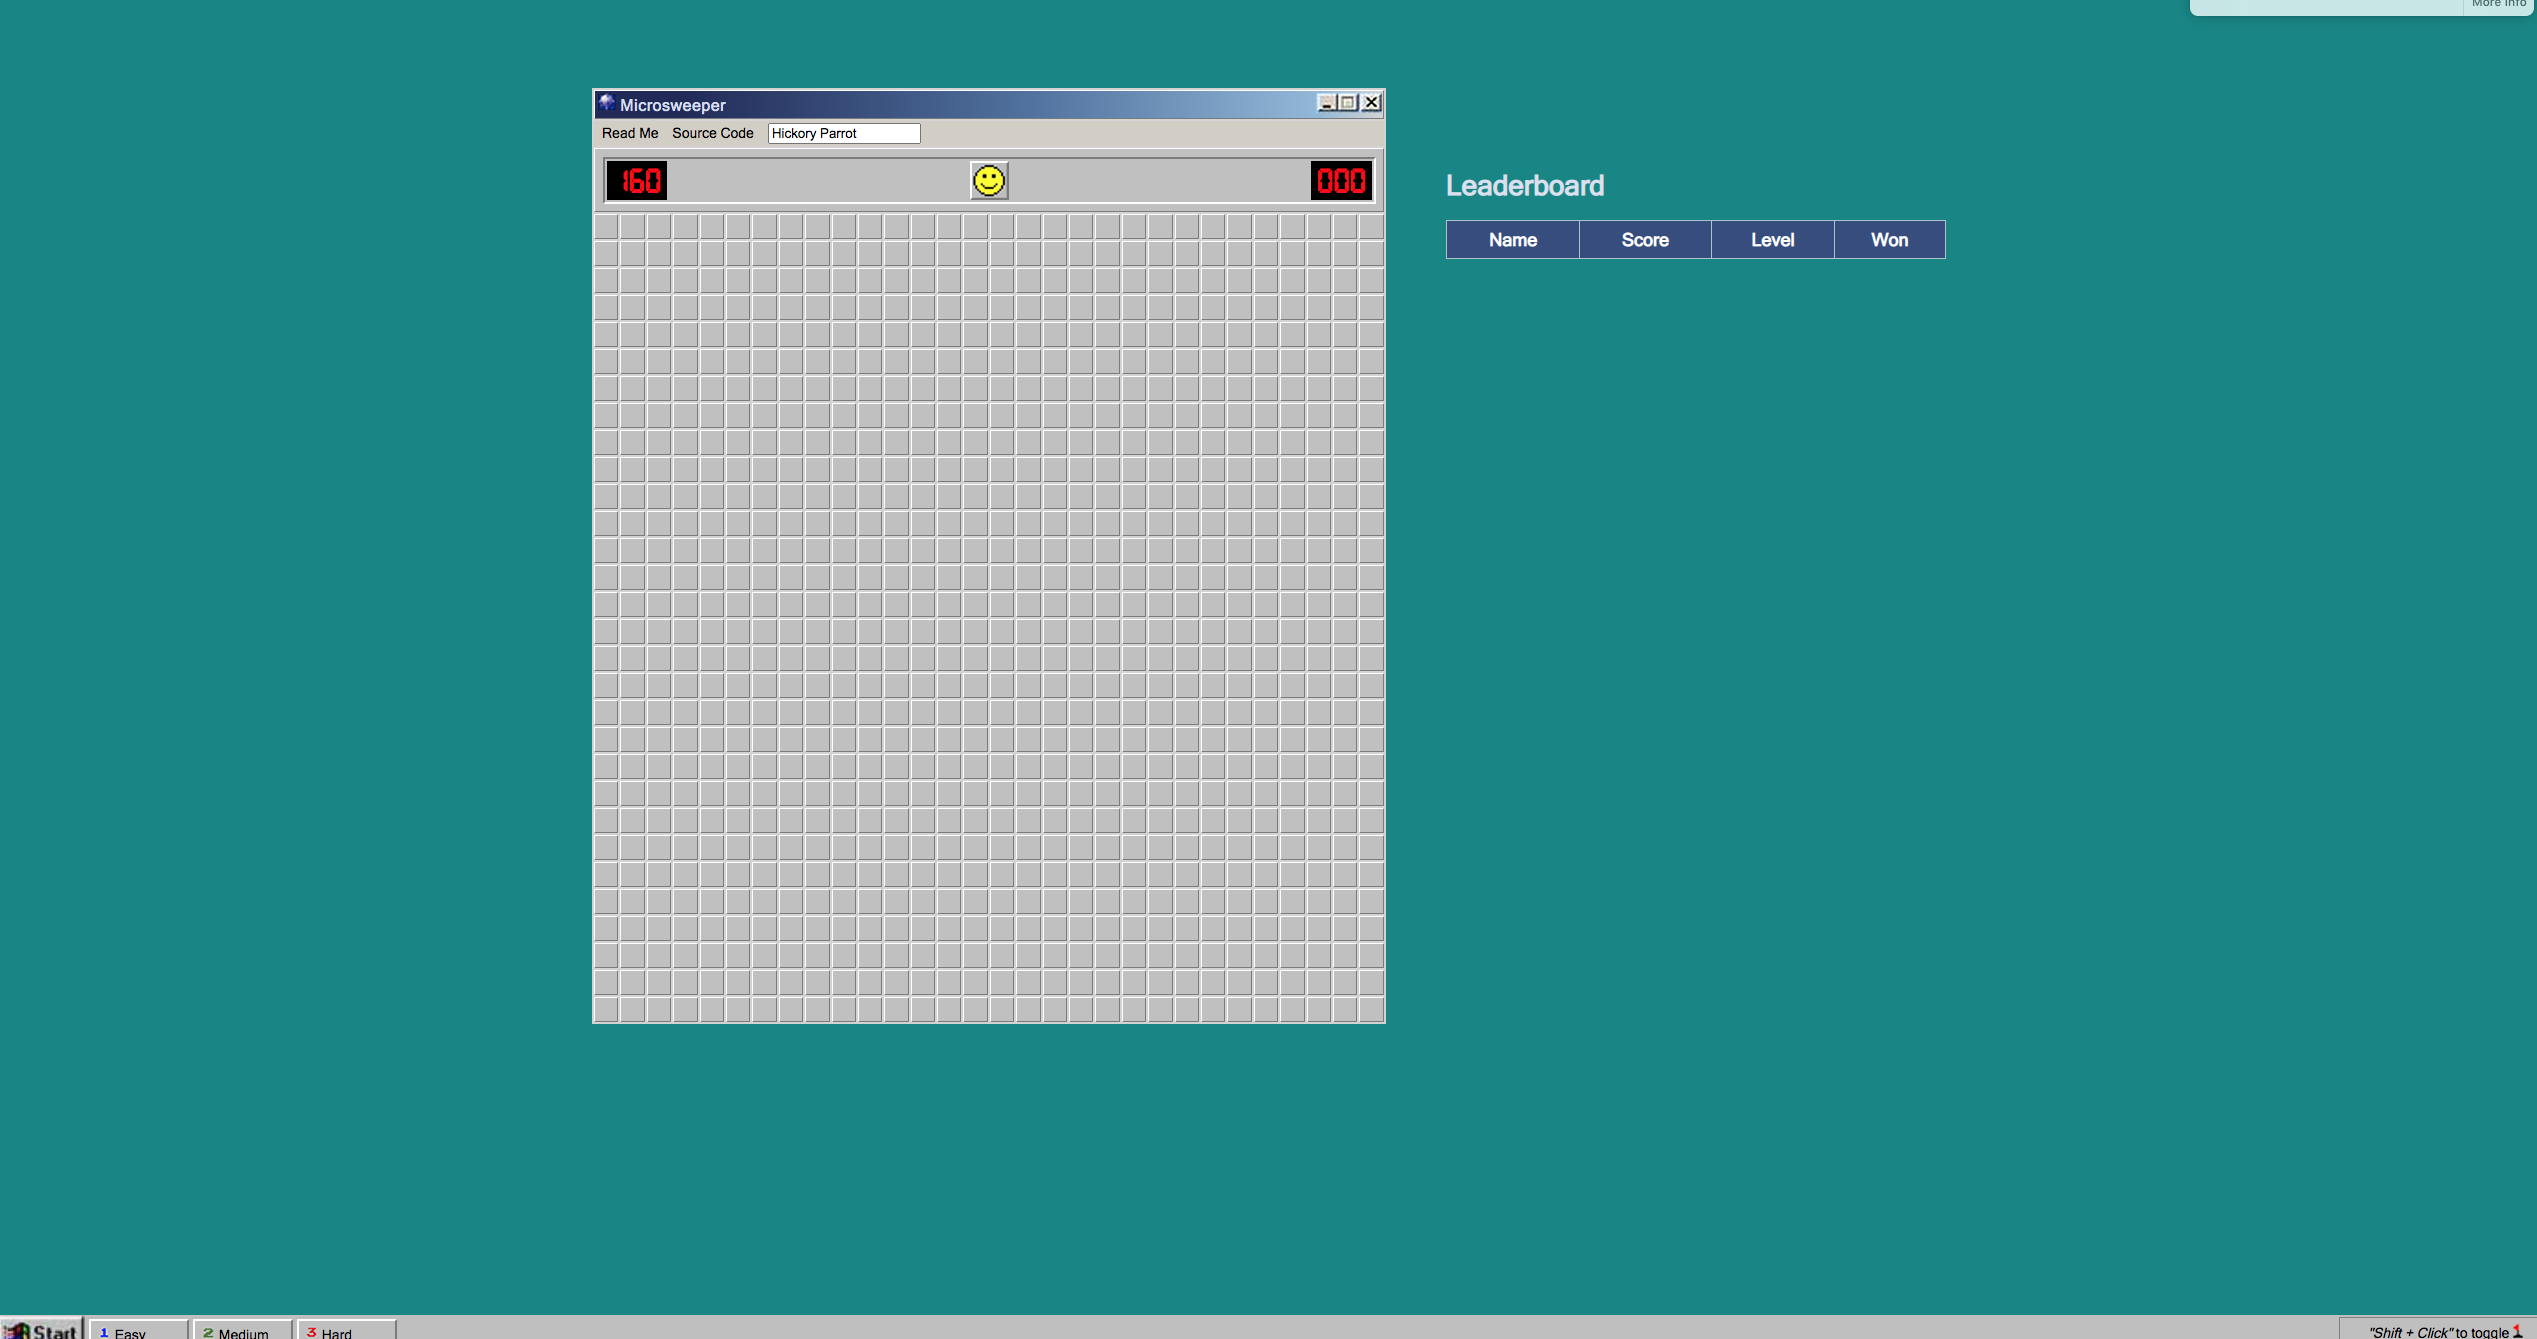 More Info
Microsweeper
Read Me Source Code Hickory Parrot
160 000
Leaderboard
Name Score Level Won
Start 1 Easy 2 Medium 3 Hard "Shift + Click" to toggle